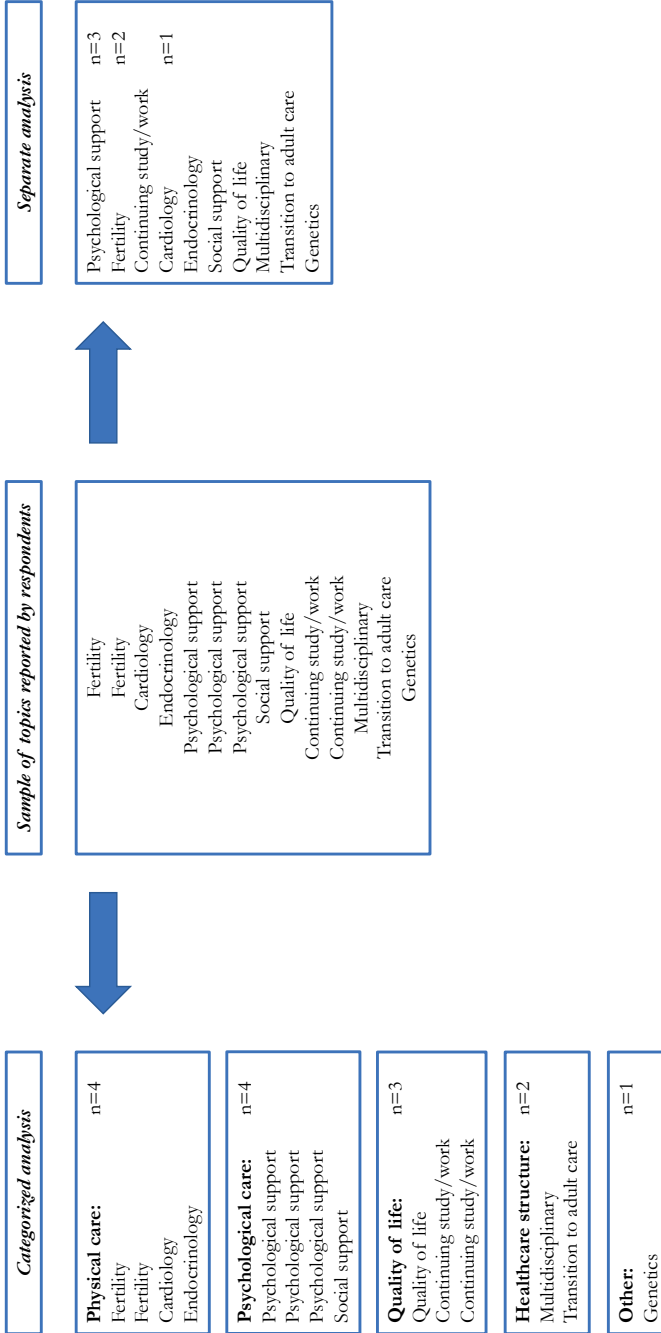 Categorized analysis
Physical care: n=4
Fertility
Fertility
Cardiology
Endocrinology
Psychological care: n=4
Psychological support
Psychological support
Psychological support
Social support
Quality of life: n=3
Quality of life
Continuing study/work
Continuing study/work
Healthcare structure: n=2
Multidisciplinary
Transition to adult care
Other: n=1
Genetics
Sample of topics reported by respondents
Fertility
Fertility
Cardiology
Endocrinology
Psychological support
Psychological support
Psychological support
Social support
Quality of life
Continuing study/work
Continuing study/work
Multidisciplinary
Transition to adult care
Genetics
Separate analysis
Psychological support n=3
Fertility n=2
Continuing study/work
Cardiology n=1
Endocrinology
Social support
Quality of life
Multidisciplinary
Transition to adult care
Genetics